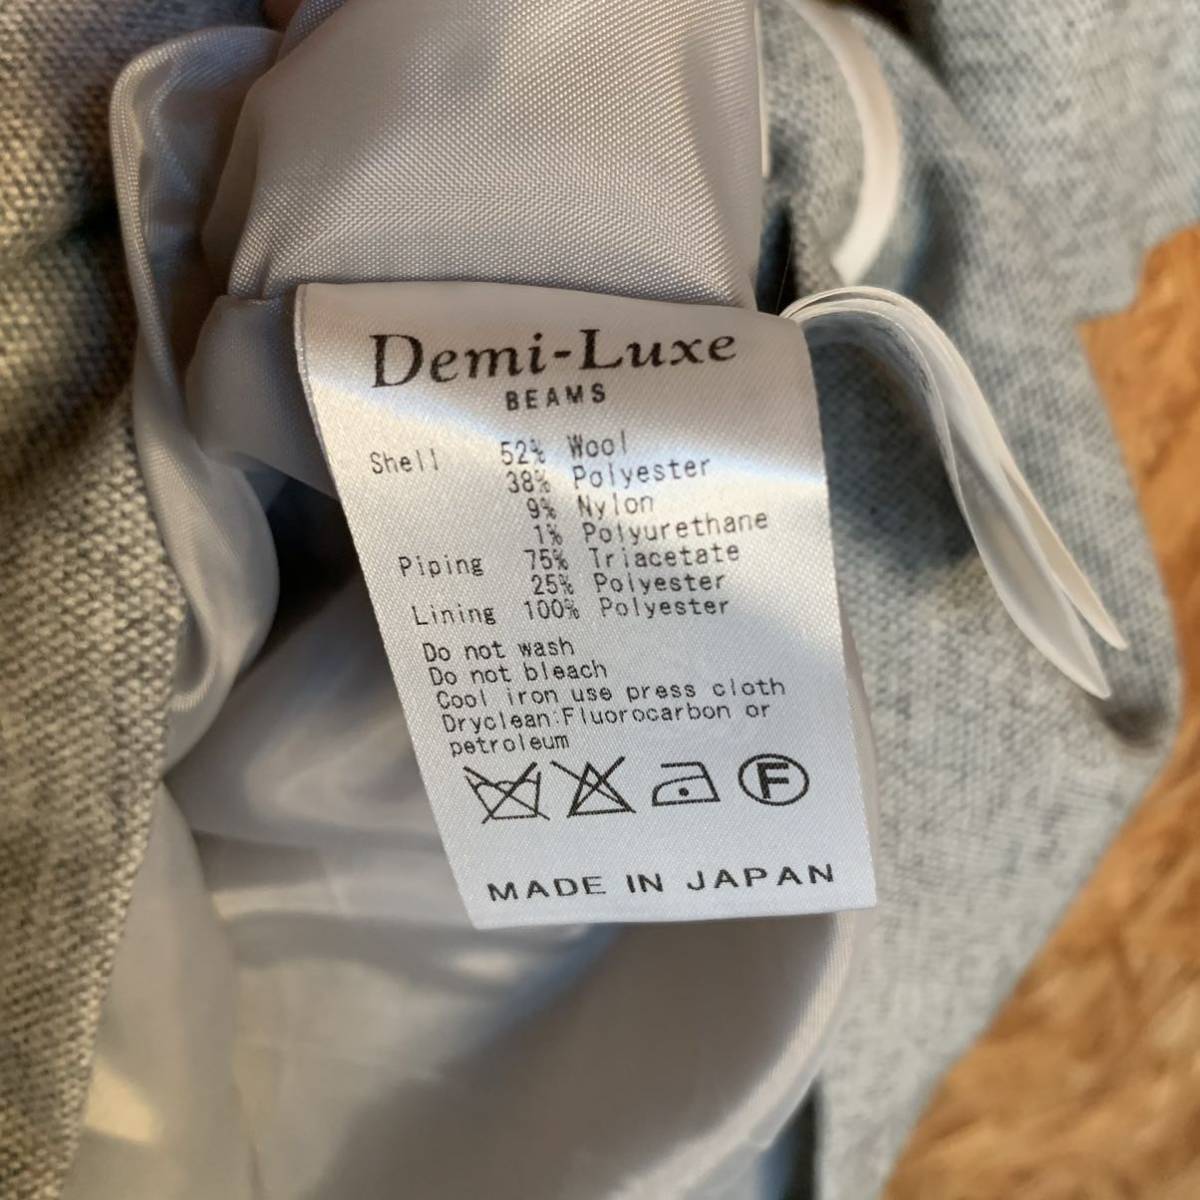 Demi-Luxe
BEAMS
Shell 52% Wool
38% Polyester
9% Nylon
1% Polyurethane
Piping 75% Triacetate
25% Polyester
Lining 100% Polyester
Do not wash
Do not bleach
Cool iron use press cloth
Dryclean:Fluorocarbon or
petroleum
F
MADE IN JAPAN